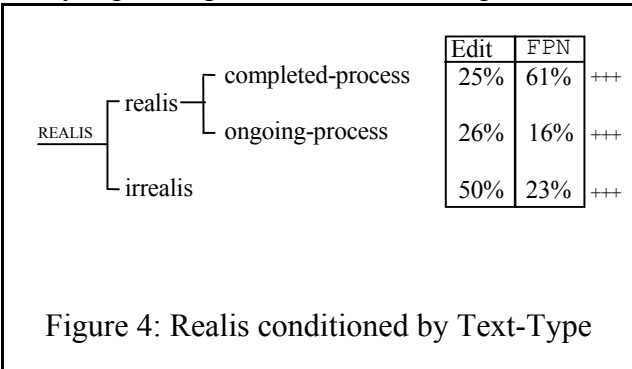 Edit FPN
completed-process 25% 61% +++
realis
ongoing-process 26% 16% +++
REALIS
irrealis 50% 23% +++
Figure 4: Realis conditioned by Text-Type